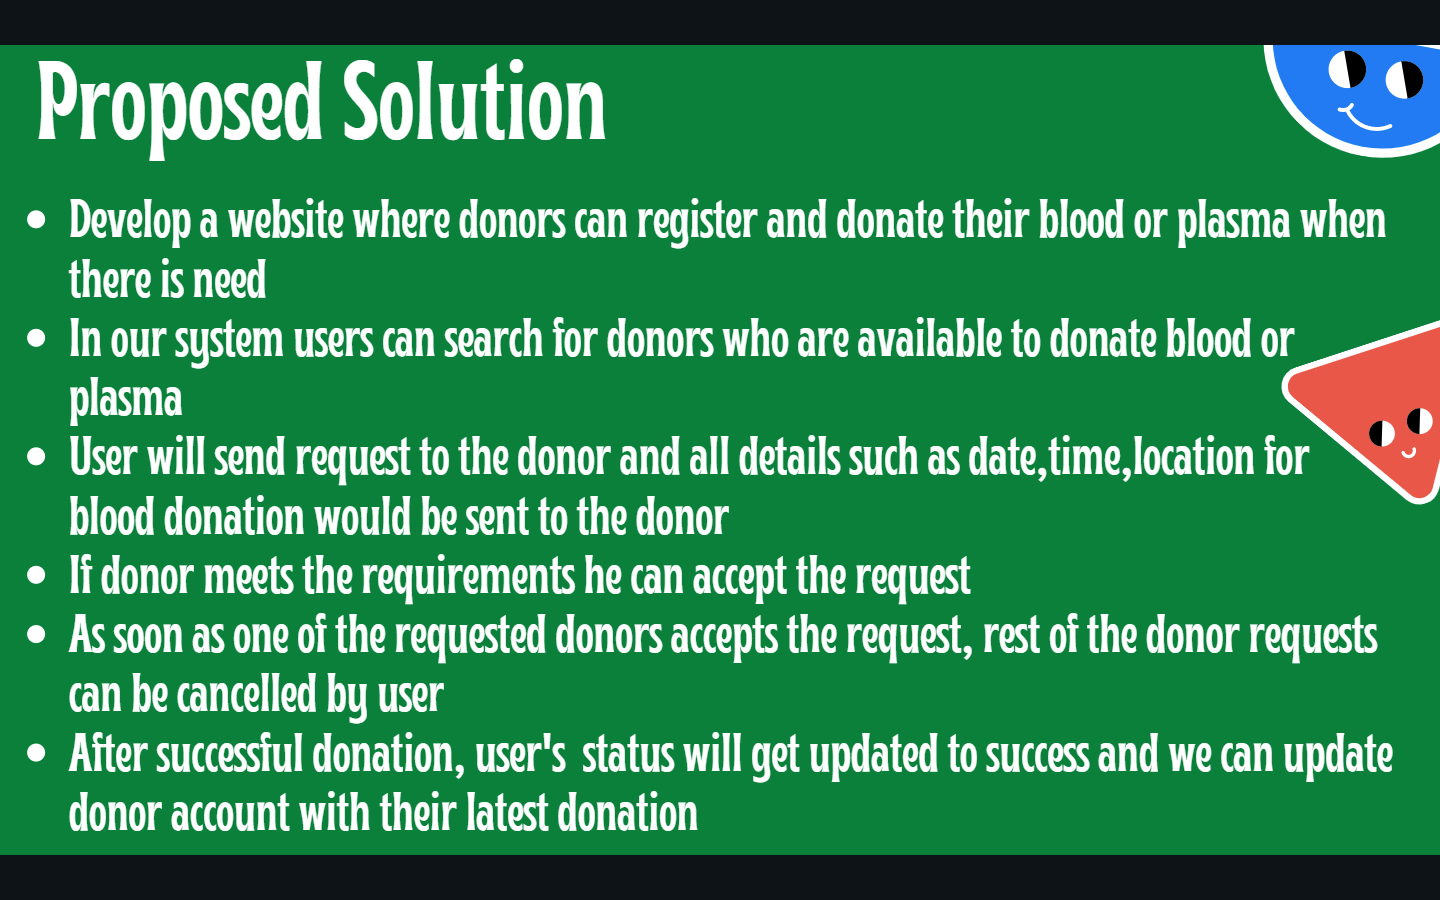 Proposed Solution
• Develop a website where donors can register and donate their blood or plasma when
there is need
• In our system users can search for donors who are available to donate blood or
plasma
• User will send request to the donor and all details such as date,time,location for
blood donation would be sent to the donor
• If donor meets the requirements he can accept the request
• As soon as one of the requested donors accepts the request, rest of the donor requests
can be cancelled by user
• After successful donation, user's  status will get updated to success and we can update
donor account with their latest donation